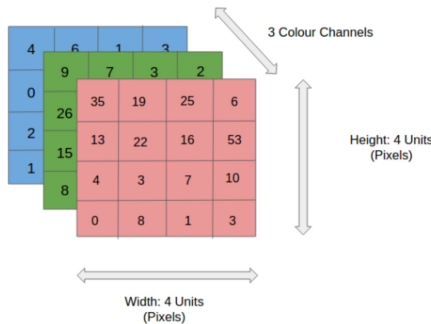 3 Colour Channels
4 6 1 3
9 7 3 2
0
35 19 25 6
26
13 22 16 53
2
Height: 4 Units
(Pixels)
15
4 3 7 10
1
8
0 8 1 3
Width: 4 Units
(Pixels)